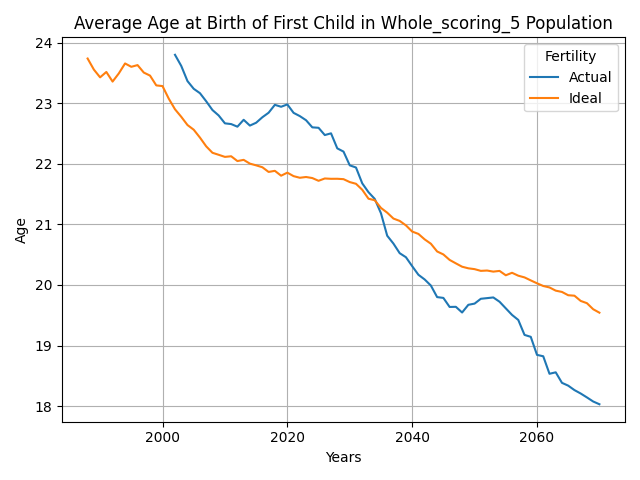 Average Age at Birth of First Child in Whole_scoring_5 Population
Fertility
Actual
Ideal
Age
24
23
22
21
20
19
18
2000
2020
2040
2060
Years